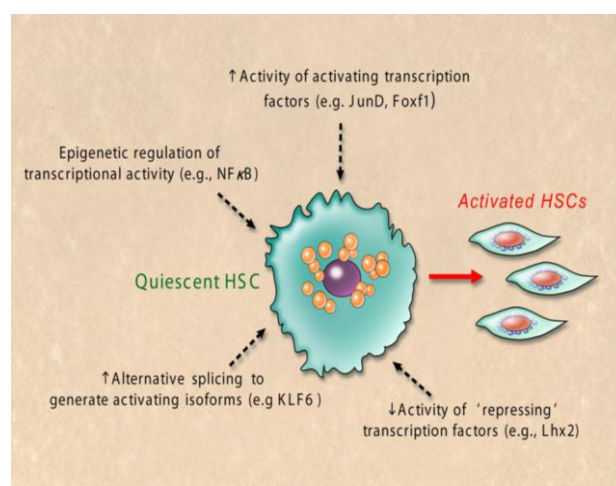 ↑Activity of activating transcription
factors (e.g. JunD, Foxf1)
Epigenetic regulation of
transcriptional activity (e.g., NFκB)
Activated HSCs
Quiescent HSC
↑Alternative splicing to
generate activating isoforms (e.g KLF6 )
↓Activity of ‘repressing‘
transcription factors (e.g., Lhx2)